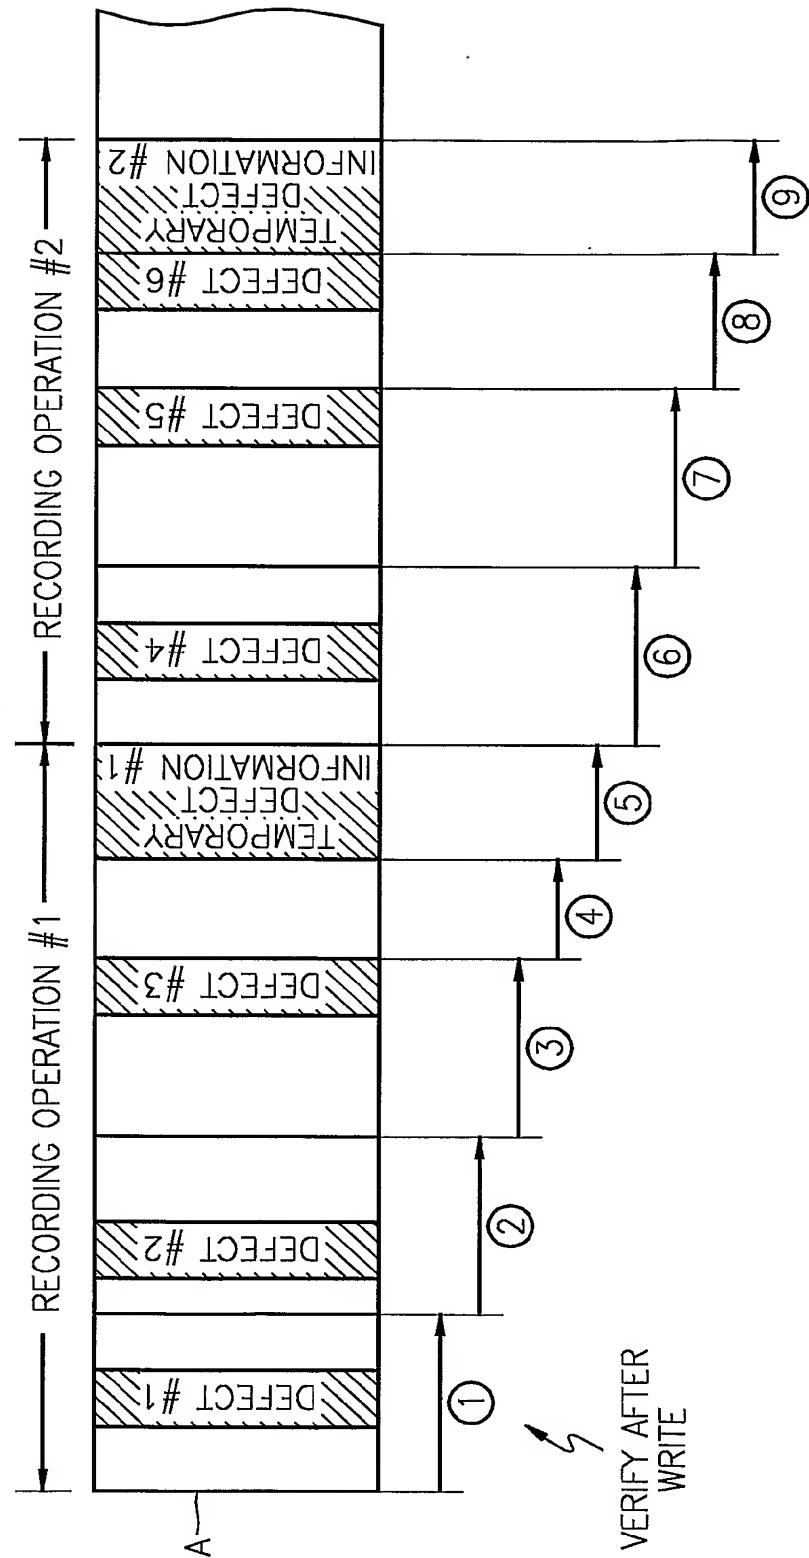 RECORDING OPERATION #1
RECORDING OPERATION #2
A
DEFECT #1
DEFECT #2
DEFECT #3
TEMPORARY
DEFECT
INFORMATION #1
DEFECT #4
DEFECT #5
DEFECT #6
TEMPORARY
DEFECT
INFORMATION #2
①
②
③
④
⑤
⑥
⑦
⑧
⑨
VERIFY AFTER
WRITE